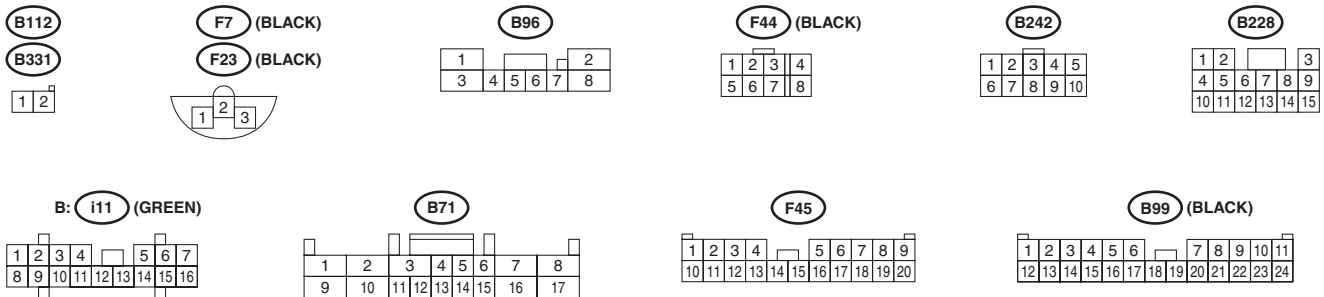 B112 F7 (BLACK) B96 F44 (BLACK) B242 B228
B331 F23 (BLACK)
1 2
1 2 3
1 2
3 4 5 6 7 8
1 2 3 4
5 6 7 8
1 2 3 4 5
6 7 8 9 10
1 2 3
4 5 6 7 8 9
10 11 12 13 14 15
B: i11 (GREEN) B71 F45 B99 (BLACK)
1 2 3 4 5 6 7
8 9 10 11 12 13 14 15 16
1 2 3 4 5 6 7 8
9 10 11 12 13 14 15 16 17
1 2 3 4 5 6 7 8 9
10 11 12 13 14 15 16 17 18 19 20
1 2 3 4 5 6 7 8 9 10 11
12 13 14 15 16 17 18 19 20 21 22 23 24